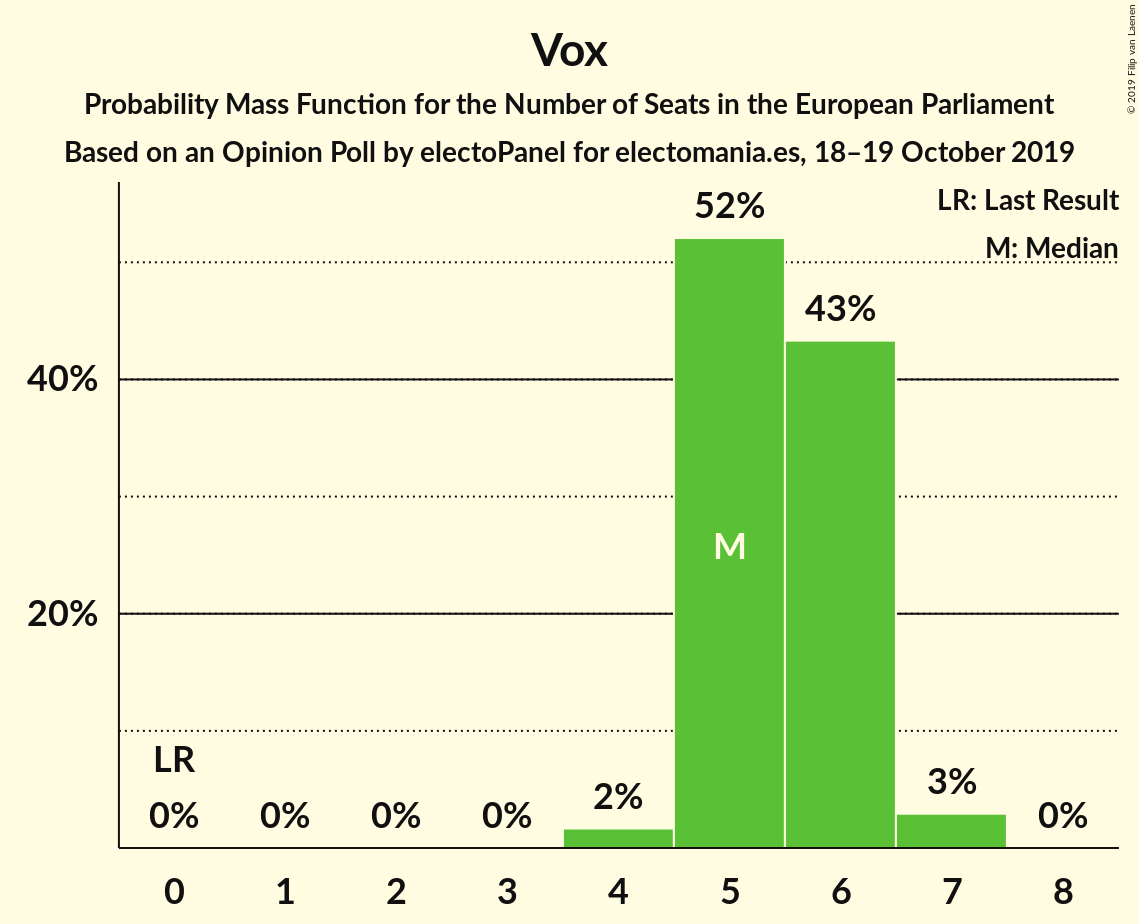 Vox
Probability Mass Function for the Number of Seats in the European Parliament
Based on an Opinion Poll by electoPanel for electomania.es, 18–19 October 2019
© 2019 Filip van Laenen
LR: Last Result
M: Median
52%
43%
40%
M
20%
LR
0% 0% 0% 0% 2% 3% 0%
0 1 2 3 4 5 6 7 8